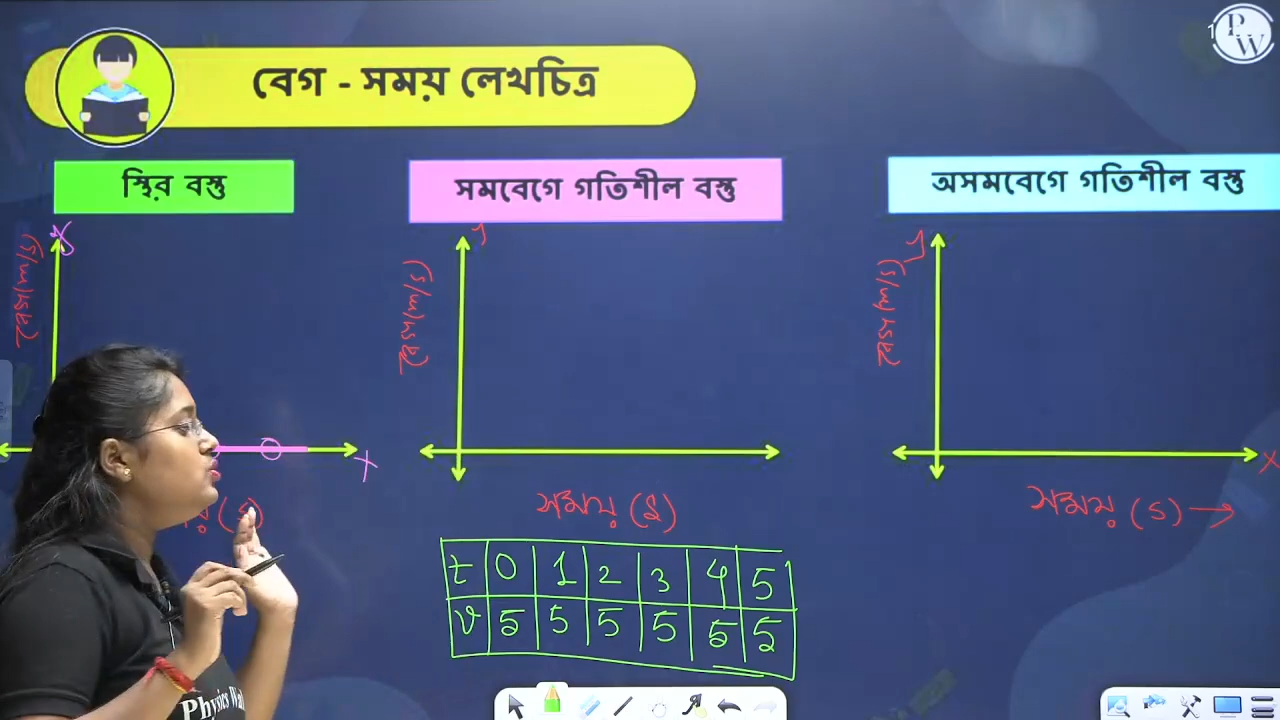 PW
বেগ - সময় লেখচিত্র
স্থির বস্তু
সমবেগে গতিশীল বস্তু
অসমবেগে গতিশীল বস্তু
y
বেগ(m/s)
x
y
বেগ(m/s)
সময় (s)
y
বেগ(m/s)
x
সময় (s) →
t 0 1 2 3 4 5
v 5 5 5 5 5 5